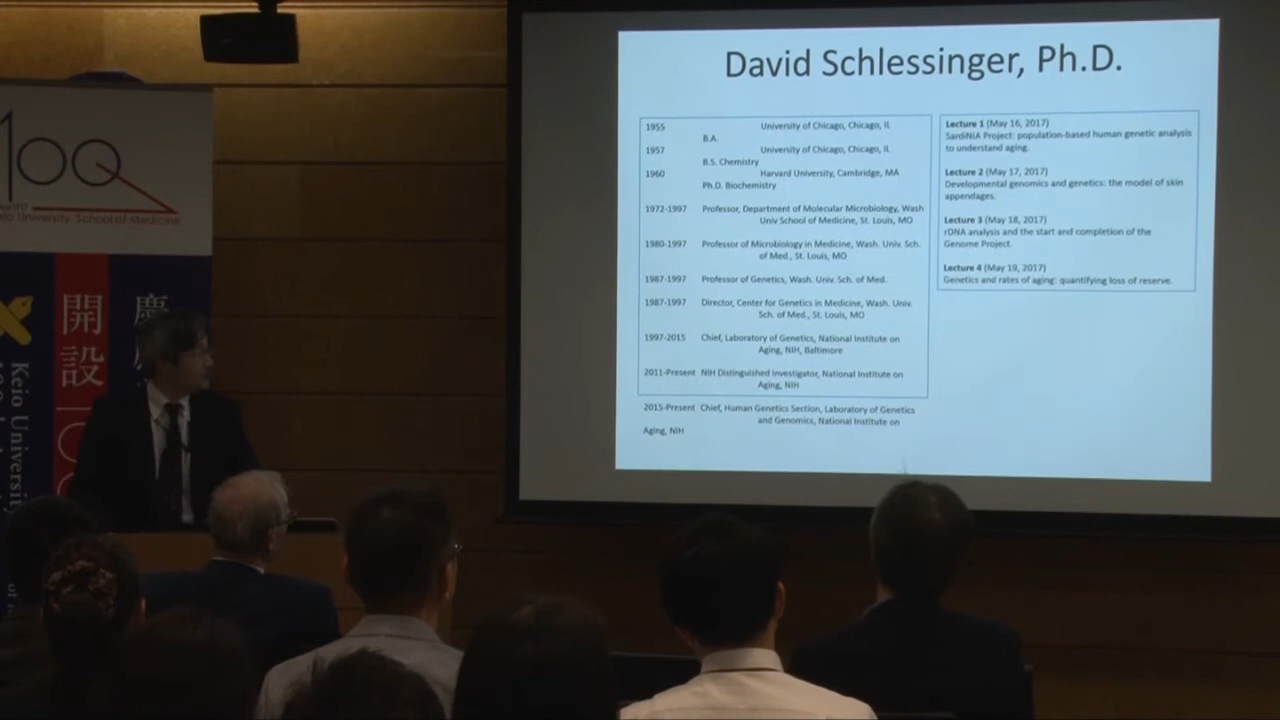 David Schlessinger, Ph.D.
1955 University of Chicago, Chicago, IL
B.A.
1957 University of Chicago, Chicago, IL
B.S. Chemistry
1960 Harvard University, Cambridge, MA
Ph.D. Biochemistry
1972-1997 Professor, Department of Molecular Microbiology, Wash
Univ School of Medicine, St. Louis, MO
1980-1997 Professor of Microbiology in Medicine, Wash. Univ. Sch.
of Med., St. Louis, MO
1987-1997 Professor of Genetics, Wash. Univ. Sch. of Med.
1987-1997 Director, Center for Genetics in Medicine, Wash. Univ.
Sch. of Med., St. Louis, MO
1997-2015 Chief, Laboratory of Genetics, National Institute on
Aging, NIH, Baltimore
2011-Present NIH Distinguished Investigator, National Institute on
Aging, NIH
2015-Present Chief, Human Genetics Section, Laboratory of Genetics
and Genomics, National Institute on
Aging, NIH
Lecture 1 (May 16, 2017)
SardiNIA Project: population-based human genetic analysis
to understand aging.
Lecture 2 (May 17, 2017)
Developmental genomics and genetics: the model of skin
appendages.
Lecture 3 (May 18, 2017)
rDNA analysis and the start and completion of the
Genome Project.
Lecture 4 (May 19, 2017)
Genetics and rates of aging: quantifying loss of reserve.
100
University School of Medicine
開設一〇〇
慶
Keio University